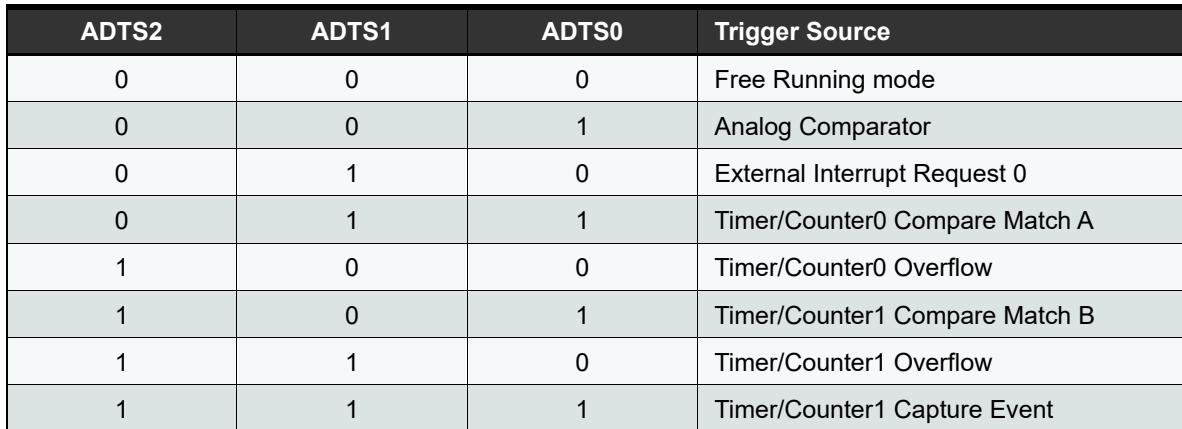 ADTS2 ADTS1 ADTS0 Trigger Source
0 0 0 Free Running mode
0 0 1 Analog Comparator
0 1 0 External Interrupt Request 0
0 1 1 Timer/Counter0 Compare Match A
1 0 0 Timer/Counter0 Overflow
1 0 1 Timer/Counter1 Compare Match B
1 1 0 Timer/Counter1 Overflow
1 1 1 Timer/Counter1 Capture Event